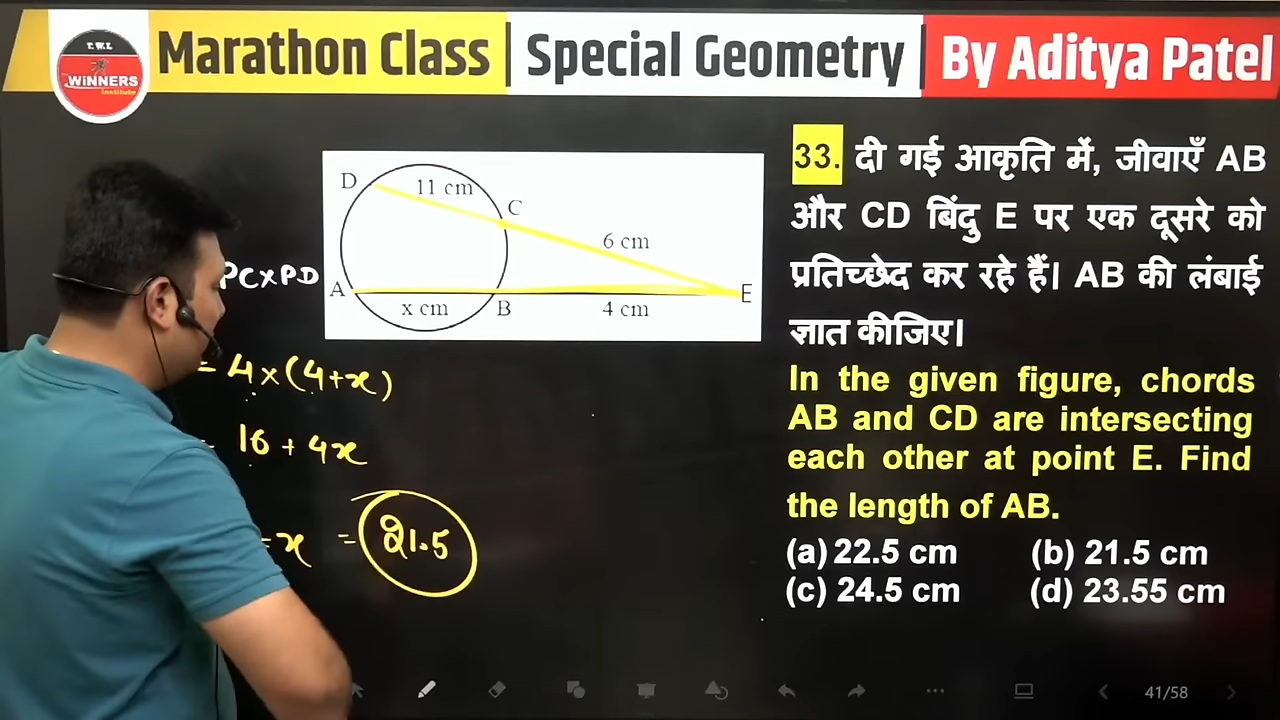 T.W.I.
WINNERS
Institute
Marathon Class | Special Geometry | By Aditya Patel
D
11 cm
C
6 cm
A
x cm
B
4 cm
E
PC×PD
= 4×(4+x)
= 16 + 4x
= x = 21.5
33. दी गई आकृति में, जीवाएँ AB
और CD बिंदु E पर एक दूसरे को
प्रतिच्छेद कर रहे हैं। AB की लंबाई
ज्ञात कीजिए।
In the given figure, chords
AB and CD are intersecting
each other at point E. Find
the length of AB.
(a) 22.5 cm (b) 21.5 cm
(c) 24.5 cm (d) 23.55 cm
41/58